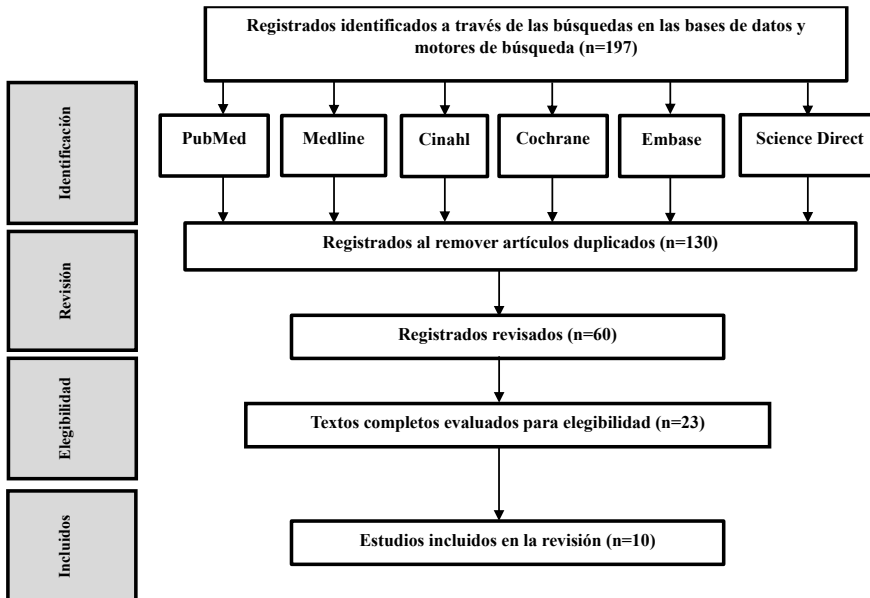 Registrados identificados a través de las búsquedas en las bases de datos y
motores de búsqueda (n=197)
Identificación
PubMed
Medline
Cinahl
Cochrane
Embase
Science Direct
Revisión
Registrados al remover artículos duplicados (n=130)
Registrados revisados (n=60)
Elegibilidad
Textos completos evaluados para elegibilidad (n=23)
Incluidos
Estudios incluidos en la revisión (n=10)